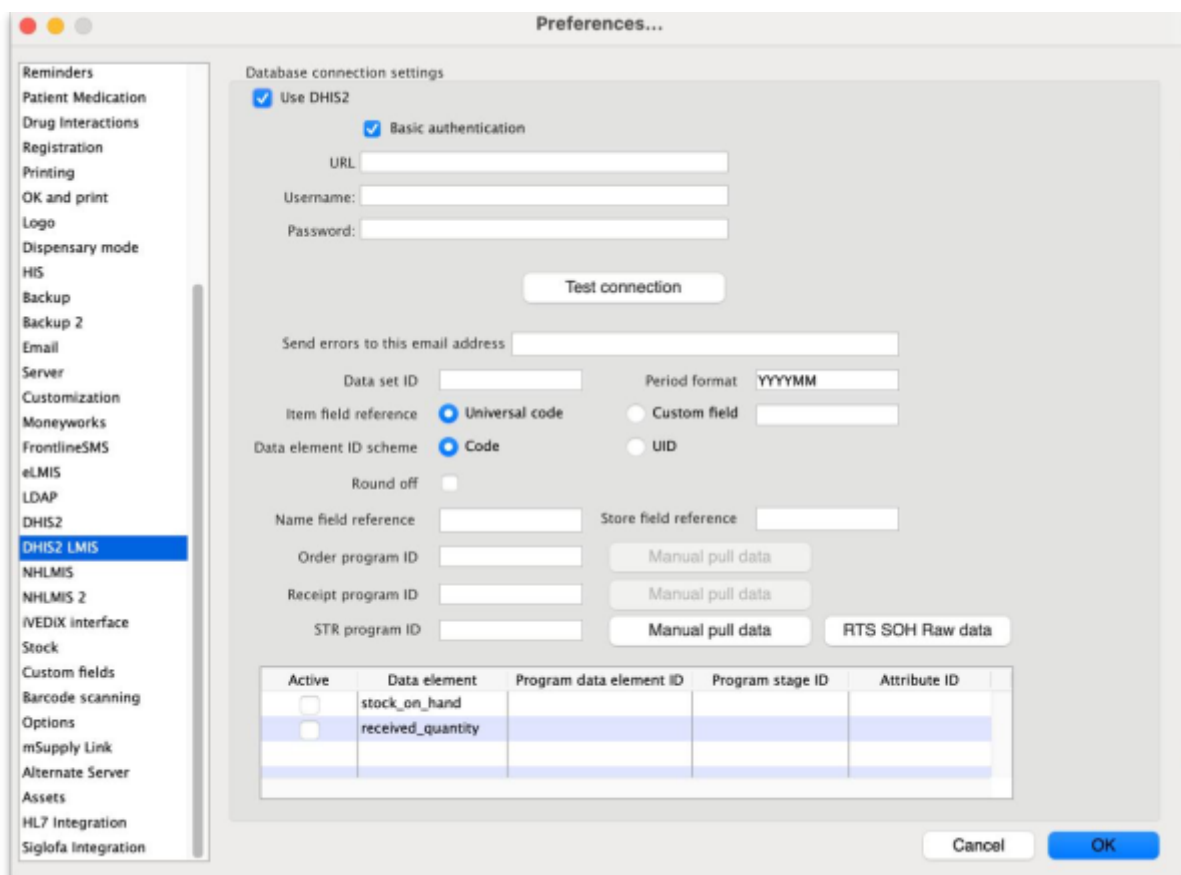 Preferences...
Reminders
Patient Medication
Drug Interactions
Registration
Printing
OK and print
Logo
Dispensary mode
HIS
Backup
Backup 2
Email
Server
Customization
Moneyworks
FrontlineSMS
eLMIS
LDAP
DHIS2
DHIS2 LMIS
NHLMIS
NHLMIS 2
iVEDiX interface
Stock
Custom fields
Barcode scanning
Options
mSupply Link
Alternate Server
Assets
HL7 Integration
Siglofa Integration
Database connection settings
Use DHIS2
Basic authentication
URL
Username:
Password:
Test connection
Send errors to this email address
Data set ID Period format YYYYMM
Item field reference Universal code Custom field
Data element ID scheme Code UID
Round off
Name field reference Store field reference
Order program ID Manual pull data
Receipt program ID Manual pull data
STR program ID Manual pull data RTS SOH Raw data
Active Data element Program data element ID Program stage ID Attribute ID
stock_on_hand
received_quantity
Cancel OK